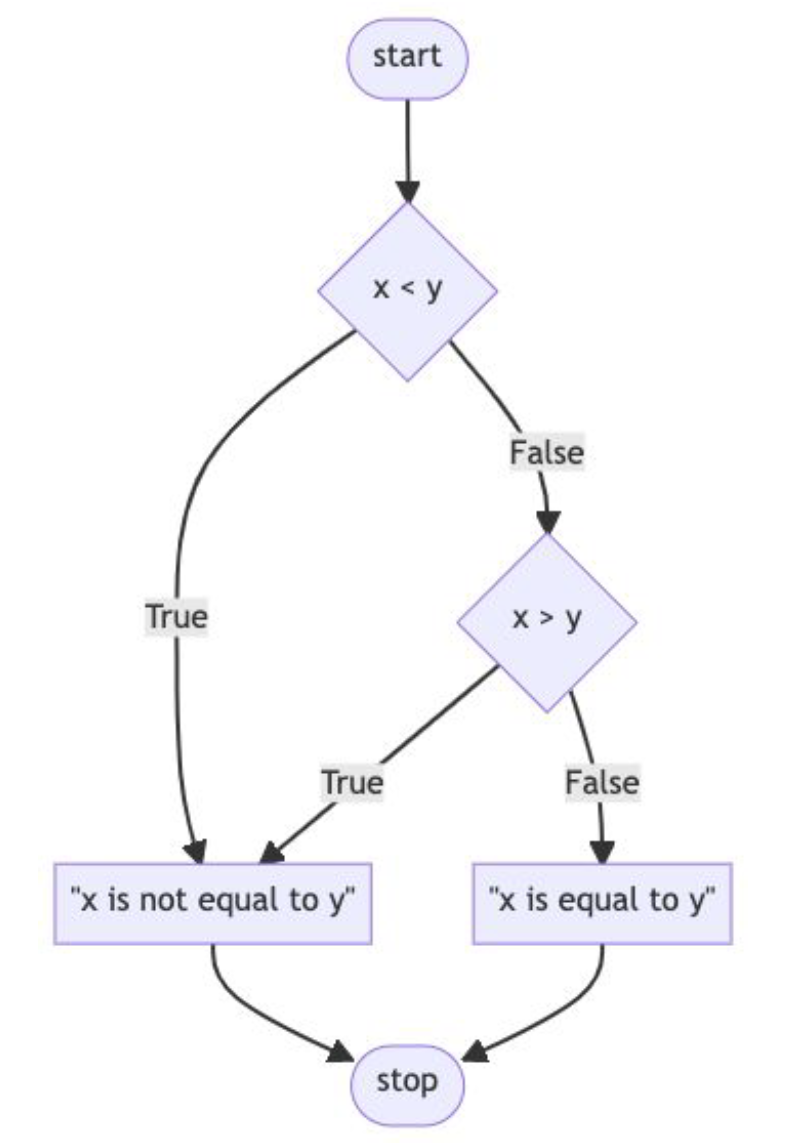 start
x < y
False
True
x > y
True
False
"x is not equal to y"
"x is equal to y"
stop